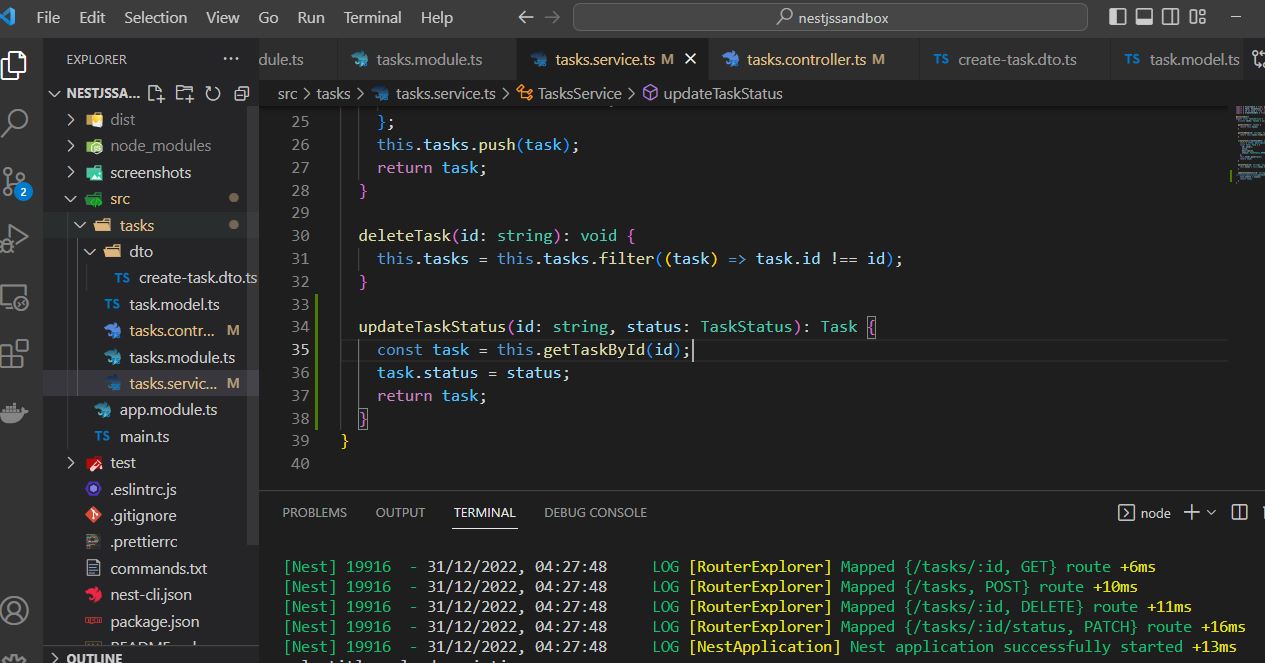 File Edit Selection View Go Run Terminal Help
nestjssandbox
EXPLORER
dule.ts
tasks.module.ts
tasks.service.ts M
tasks.controller.ts M
TS create-task.dto.ts
TS task.model.ts
NESTJSSA...
src > tasks > tasks.service.ts > TasksService > updateTaskStatus
dist
node_modules
screenshots
2
src
tasks
dto
TS create-task.dto.ts
TS task.model.ts
tasks.contr... M
tasks.module.ts
tasks.servic... M
app.module.ts
TS main.ts
test
.eslintrc.js
.gitignore
.prettierrc
commands.txt
nest-cli.json
package.json
OUTLINE
25 };
26 this.tasks.push(task);
27 return task;
28 }
29
30 deleteTask(id: string): void {
31 this.tasks = this.tasks.filter((task) => task.id !== id);
32 }
33
34 updateTaskStatus(id: string, status: TaskStatus): Task {
35 const task = this.getTaskById(id);
36 task.status = status;
37 return task;
38 }
39 }
40
PROBLEMS OUTPUT TERMINAL DEBUG CONSOLE
node
[Nest] 19916 - 31/12/2022, 04:27:48 LOG [RouterExplorer] Mapped {/tasks/:id, GET} route +6ms
[Nest] 19916 - 31/12/2022, 04:27:48 LOG [RouterExplorer] Mapped {/tasks, POST} route +10ms
[Nest] 19916 - 31/12/2022, 04:27:48 LOG [RouterExplorer] Mapped {/tasks/:id, DELETE} route +11ms
[Nest] 19916 - 31/12/2022, 04:27:48 LOG [RouterExplorer] Mapped {/tasks/:id/status, PATCH} route +16ms
[Nest] 19916 - 31/12/2022, 04:27:48 LOG [NestApplication] Nest application successfully started +13ms